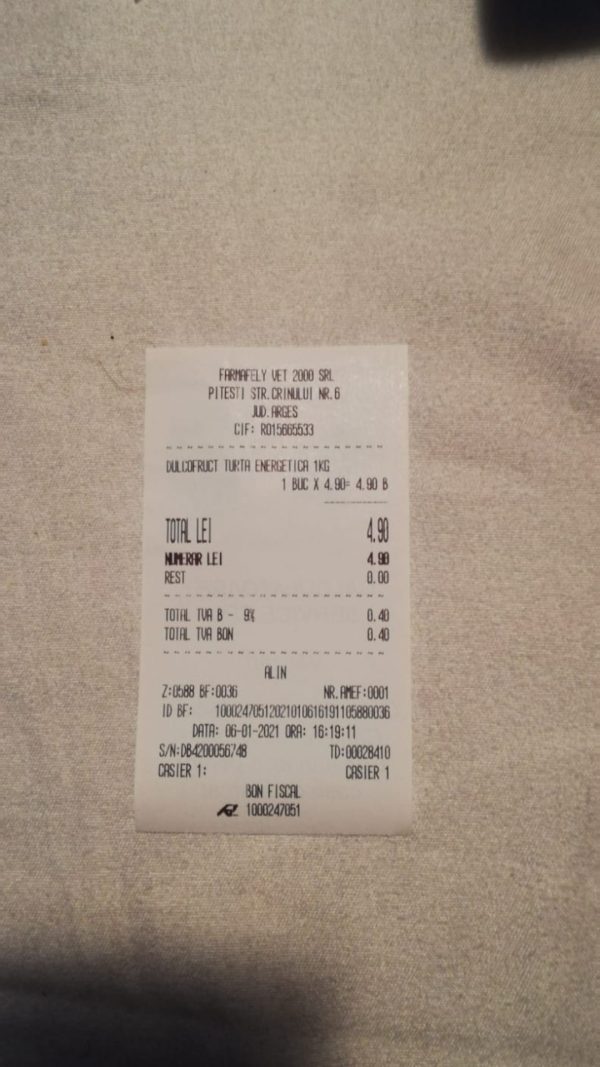 FARMAFELY VET 2000 SRL
PITESTI STR.CRINULUI NR.6
JUD.ARGES
CIF: RO15665533
DULCOFRUCT TURTA ENERGETICA 1KG
1 BUC X 4.90= 4.90 B
TOTAL LEI 4.90
NUMERAR LEI 4.90
REST 0.00
TOTAL TVA B - 9% 0.40
TOTAL TVA BON 0.40
ALIN
Z:0588 BF:0036 NR.AMEF:0001
ID BF: 10002470512021010616191105880036
DATA: 06-01-2021 ORA: 16:19:11
S/N:DB4200056748 TD:00028410
CASIER 1: CASIER 1
BON FISCAL
1000247051